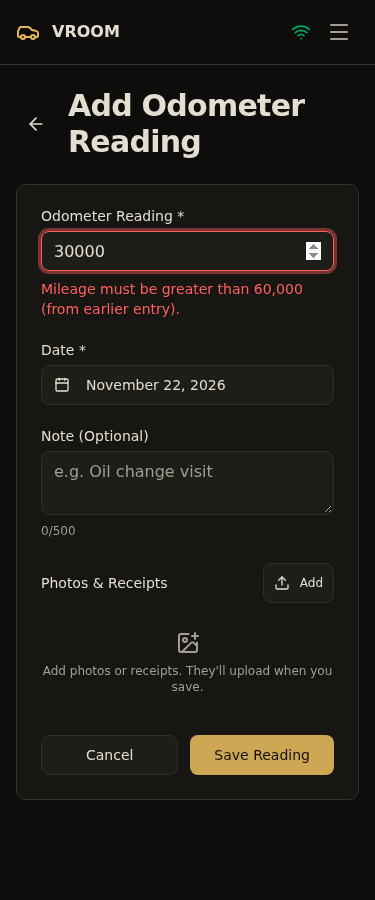 VROOM
Add Odometer
Reading
Odometer Reading *
30000
Mileage must be greater than 60,000
(from earlier entry).
Date *
November 22, 2026
Note (Optional)
e.g. Oil change visit
0/500
Photos & Receipts
Add
Add photos or receipts. They'll upload when you
save.
Cancel
Save Reading